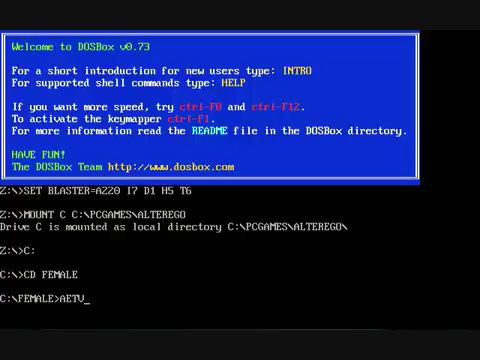 Welcome to DOSBox v0.73
For a short introduction for new users type: INTRO
For supported shell commands type: HELP
If you want more speed, try ctrl-F8 and ctrl-F12.
To activate the keymapper ctrl-F1.
For more information read the README file in the DOSBox directory.
HAVE FUN!
The DOSBox Team http://www.dosbox.com
Z:\>SET BLASTER=A220 I7 D1 H5 T6
Z:\>MOUNT C C:\PCGAMES\ALTEREGO
Drive C is mounted as local directory C:\PCGAMES\ALTEREGO\
Z:\>C:
C:\>CD FEMALE
C:\FEMALE>AETV_